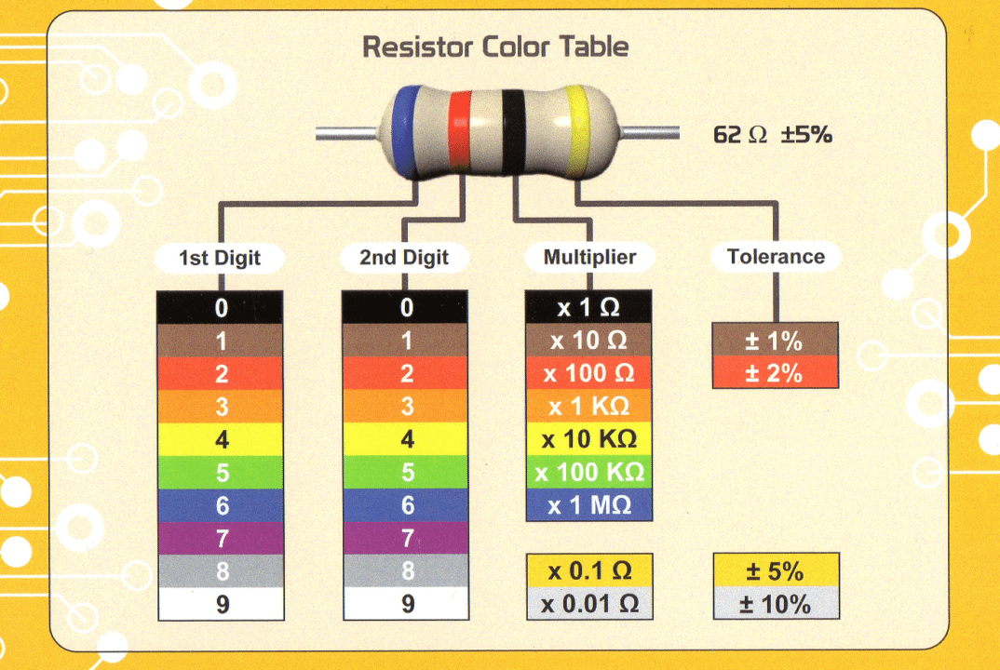 Resistor Color Table
62 Ω ±5%
1st Digit
2nd Digit
Multiplier
Tolerance
0
1
2
3
4
5
6
7
8
9
0
1
2
3
4
5
6
7
8
9
x 1 Ω
x 10 Ω
x 100 Ω
x 1 KΩ
x 10 KΩ
x 100 KΩ
x 1 MΩ
x 0.1 Ω
x 0.01 Ω
± 1%
± 2%
± 5%
± 10%